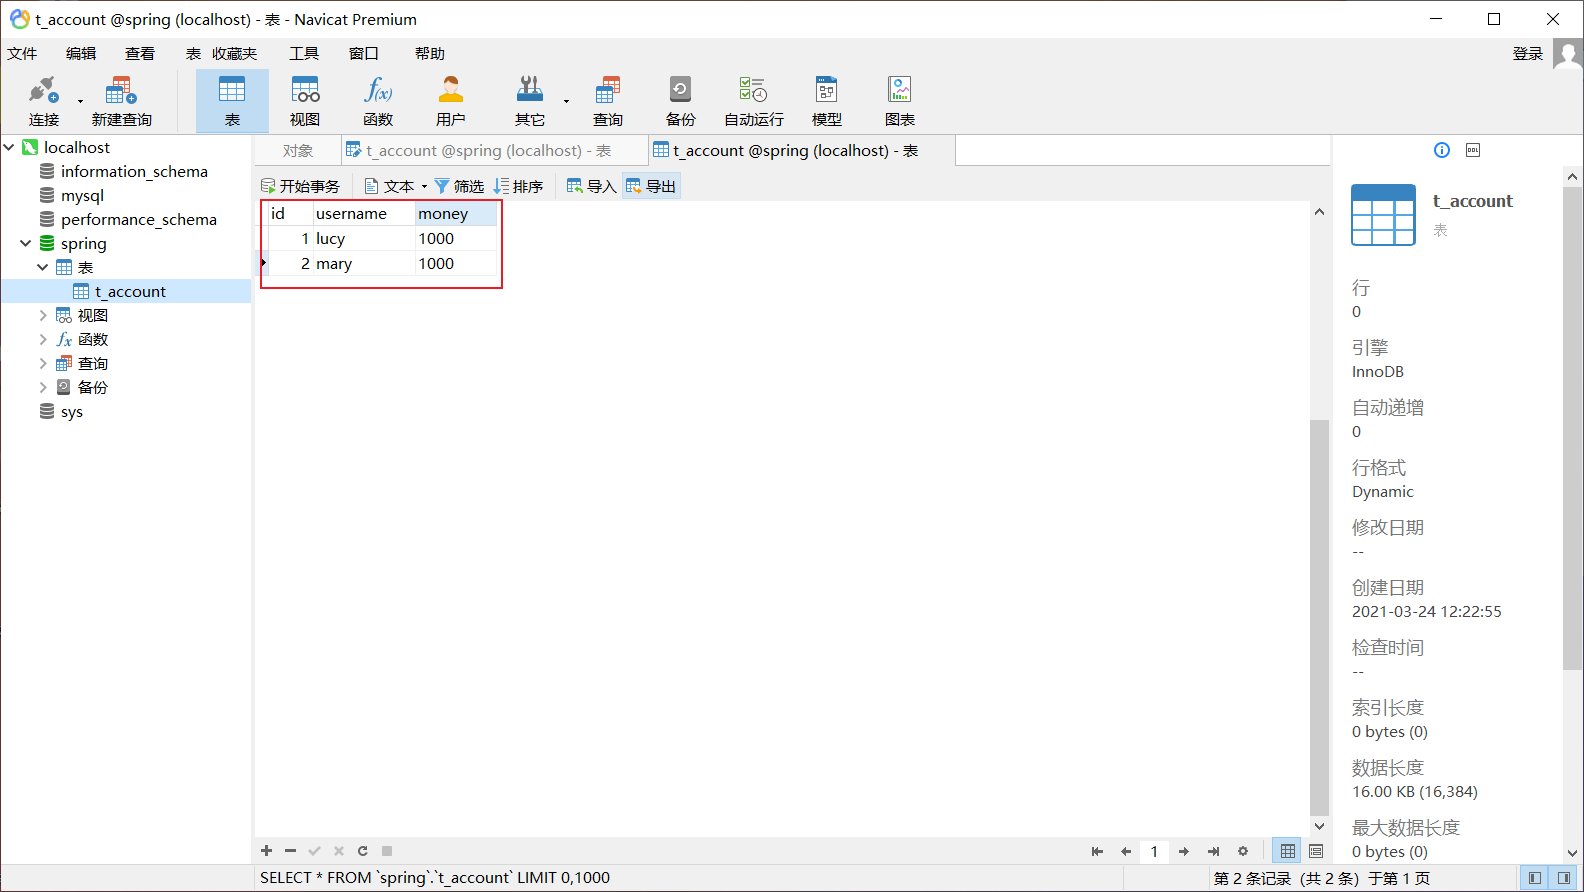 t_account @spring (localhost) - 表 - Navicat Premium
文件 编辑 查看 表 收藏夹 工具 窗口 帮助 登录
连接 新建查询 表 视图 函数 用户 其它 查询 备份 自动运行 模型 图表
localhost
information_schema
mysql
performance_schema
spring
表
t_account
视图
函数
查询
备份
sys
对象 t_account @spring (localhost) - 表 t_account @spring (localhost) - 表
开始事务 文本 筛选 排序 导入 导出
id username money
1 lucy 1000
2 mary 1000
1
SELECT * FROM `spring`.`t_account` LIMIT 0,1000
第 2 条记录 (共 2 条) 于第 1 页
DDL
t_account
表
行
0
引擎
InnoDB
自动递增
0
行格式
Dynamic
修改日期
--
创建日期
2021-03-24 12:22:55
检查时间
--
索引长度
0 bytes (0)
数据长度
16.00 KB (16,384)
最大数据长度
0 bytes (0)